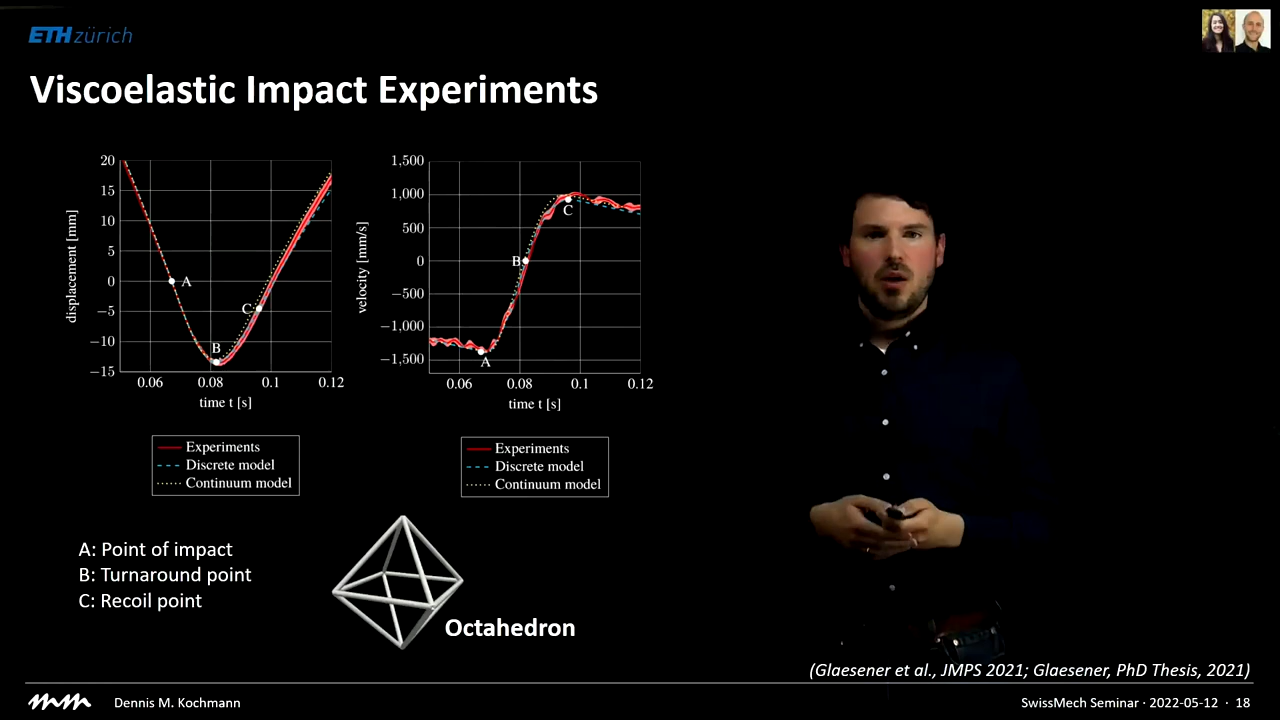 ETH zürich
Viscoelastic Impact Experiments
20
15
10
5
0
−5
−10
−15
displacement [mm]
A
B
C
0.06 0.08 0.1 0.12
time t [s]
Experiments
Discrete model
Continuum model
1,500
1,000
500
0
−500
−1,000
−1,500
velocity [mm/s]
A
B
C
0.06 0.08 0.1 0.12
time t [s]
Experiments
Discrete model
Continuum model
A: Point of impact
B: Turnaround point
C: Recoil point
Octahedron
(Glaesener et al., JMPS 2021; Glaesener, PhD Thesis, 2021)
Dennis M. Kochmann
SwissMech Seminar · 2022-05-12 · 18